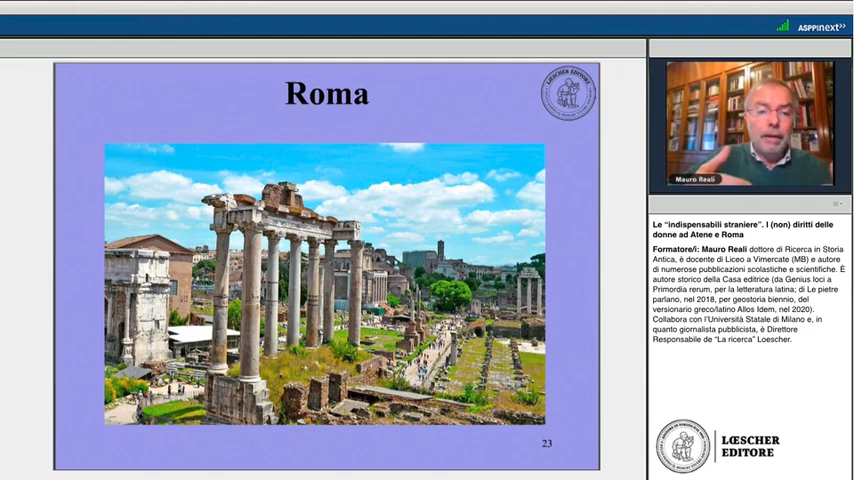 ASPPInext>>
Roma
LŒSCHER EDITORE
Mauro Reali
Le "indispensabili straniere". I (non) diritti delle
donne ad Atene e Roma
Formatore/i: Mauro Reali dottore di Ricerca in Storia
Antica, è docente di Liceo a Vimercate (MB) e autore
di numerose pubblicazioni scolastiche e scientifiche. È
autore storico della Casa editrice (da Genius loci a
Primordia rerum, per la letteratura latina; di Le pietre
parlano, nel 2018, per geostoria biennio, del
versionario greco/latino Allos Idem, nel 2020).
Collabora con l'Università Statale di Milano e, in
quanto giornalista pubblicista, è Direttore
Responsabile de "La ricerca" Loescher.
23
LŒSCHER
EDITORE